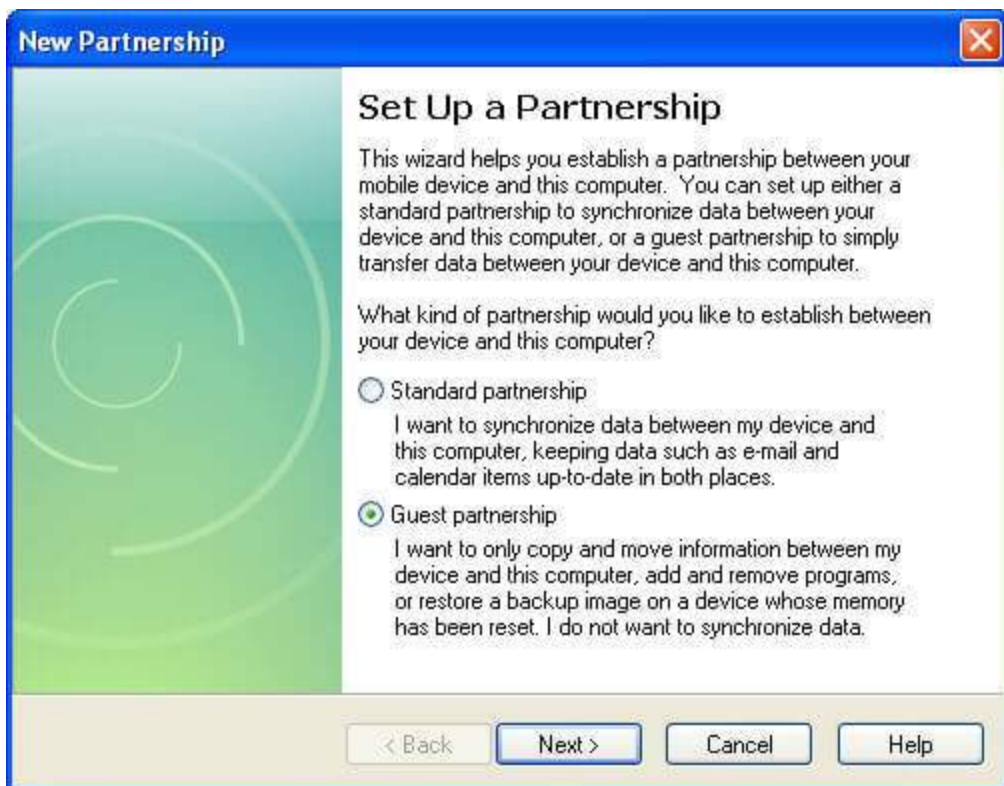 New Partnership
Set Up a Partnership
This wizard helps you establish a partnership between your
mobile device and this computer.  You can set up either a
standard partnership to synchronize data between your
device and this computer, or a guest partnership to simply
transfer data between your device and this computer.
What kind of partnership would you like to establish between
your device and this computer?
Standard partnership
I want to synchronize data between my device and
this computer, keeping data such as e-mail and
calendar items up-to-date in both places.
Guest partnership
I want to only copy and move information between my
device and this computer, add and remove programs,
or restore a backup image on a device whose memory
has been reset. I do not want to synchronize data.
< Back
Next >
Cancel
Help